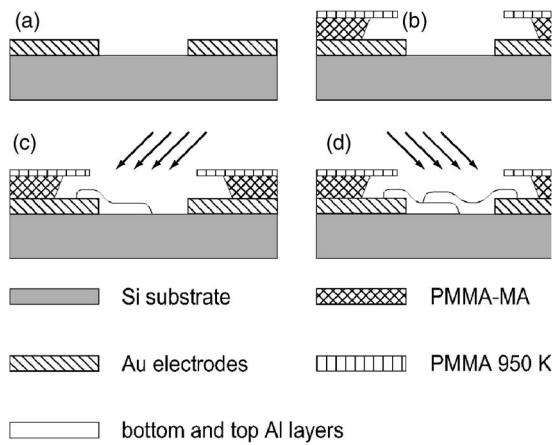 (a)
(b)
(c)
(d)
Si substrate
PMMA-MA
Au electrodes
PMMA 950 K
bottom and top Al layers